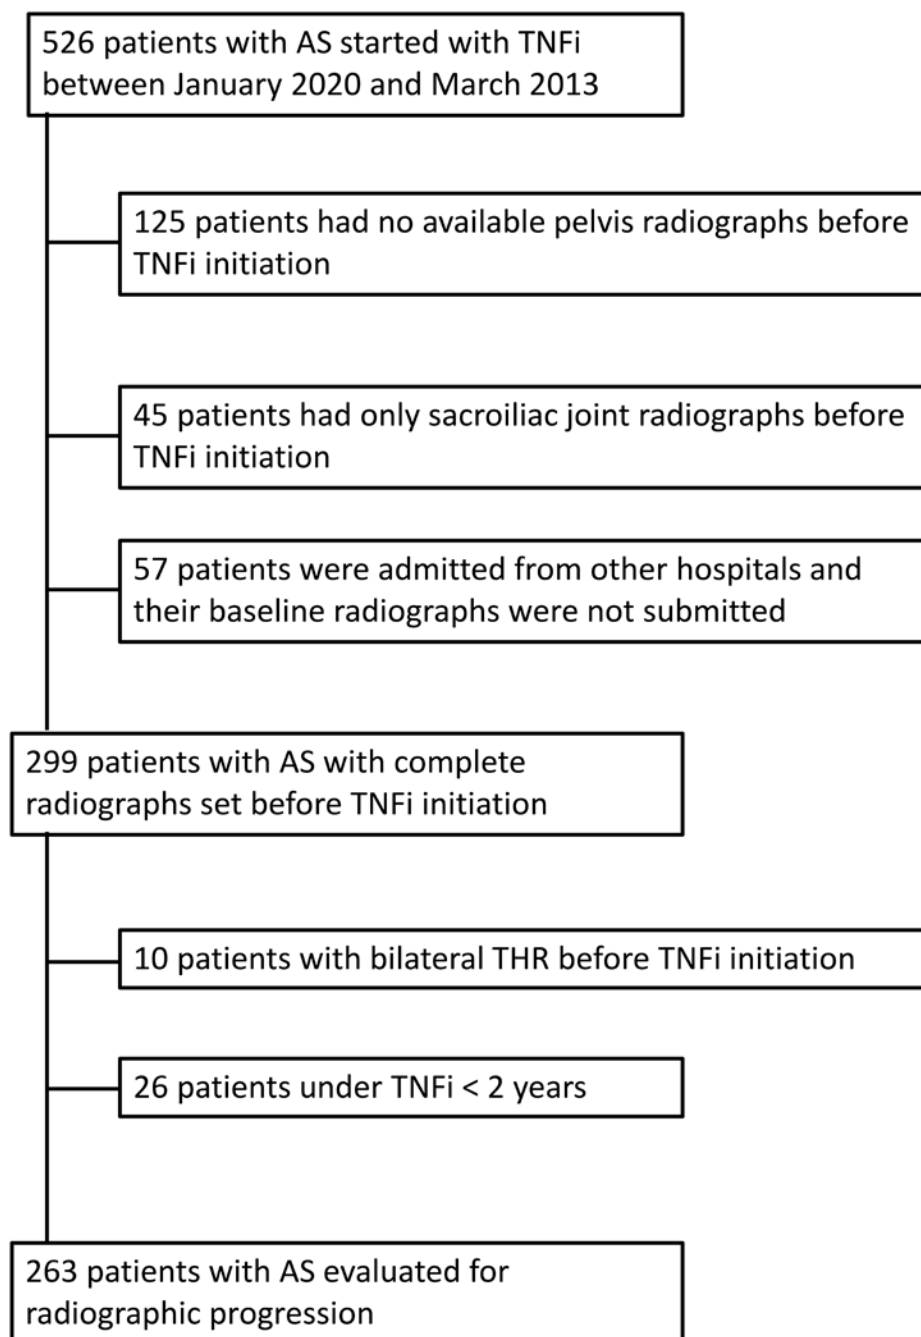 526 patients with AS started with TNFi
between January 2020 and March 2013
125 patients had no available pelvis radiographs before
TNFi initiation
45 patients had only sacroiliac joint radiographs before
TNFi initiation
57 patients were admitted from other hospitals and
their baseline radiographs were not submitted
299 patients with AS with complete
radiographs set before TNFi initiation
10 patients with bilateral THR before TNFi initiation
26 patients under TNFi < 2 years
263 patients with AS evaluated for
radiographic progression